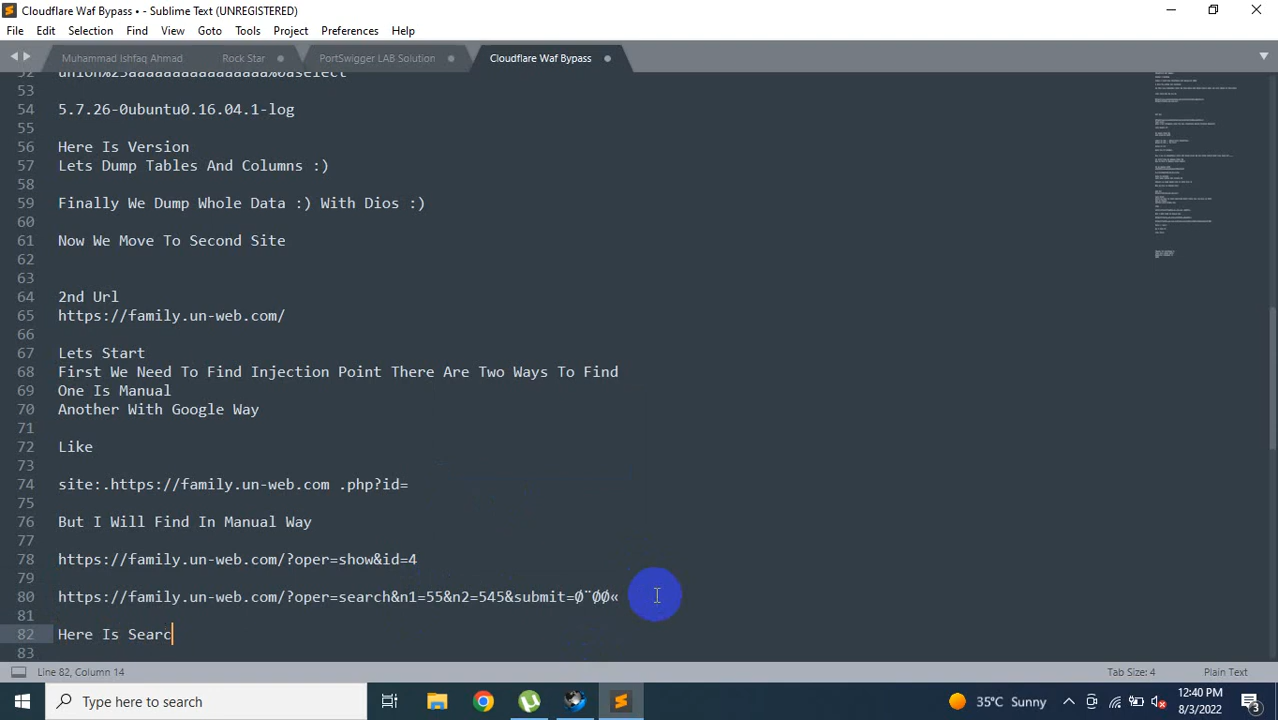 Cloudflare Waf Bypass • - Sublime Text (UNREGISTERED)
File Edit Selection Find View Goto Tools Project Preferences Help
Muhammad Ishfaq Ahmad Rock Star PortSwigger LAB Solution Cloudflare Waf Bypass
53
54 5.7.26-0ubuntu0.16.04.1-log
55
56 Here Is Version
57 Lets Dump Tables And Columns :)
58
59 Finally We Dump Whole Data :) With Dios :)
60
61 Now We Move To Second Site
62
63
64 2nd Url
65 https://family.un-web.com/
66
67 Lets Start
68 First We Need To Find Injection Point There Are Two Ways To Find
69 One Is Manual
70 Another With Google Way
71
72 Like
73
74 site:.https://family.un-web.com .php?id=
75
76 But I Will Find In Manual Way
77
78 https://family.un-web.com/?oper=show&id=4
79
80 https://family.un-web.com/?oper=search&n1=55&n2=545&submit=Ø¨ØØ«
81
82 Here Is Searc
83
Line 82, Column 14 Tab Size: 4 Plain Text
Type here to search 35°C Sunny 12:40 PM
8/3/2022 3